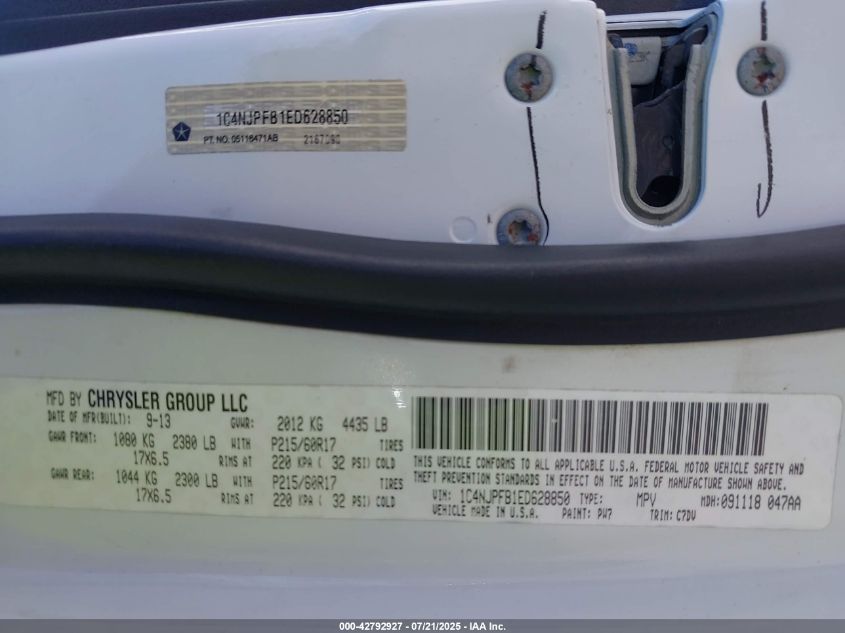 1C4NJPFB1ED628850
PT. NO. 05116471AB 2167090
MFD BY CHRYSLER GROUP LLC
DATE OF MFR(BUILT): 9-13 GVWR: 2012 KG 4435 LB
GAWR FRONT: 1080 KG 2380 LB WITH P215/60R17 TIRES
17X6.5 RIMS AT 220 KPA ( 32 PSI) COLD
GAWR REAR: 1044 KG 2300 LB WITH P215/60R17 TIRES
17X6.5 RIMS AT 220 KPA ( 32 PSI) COLD
THIS VEHICLE CONFORMS TO ALL APPLICABLE U.S.A. FEDERAL MOTOR VEHICLE SAFETY AND
THEFT PREVENTION STANDARDS IN EFFECT ON THE DATE OF MANUFACTURE SHOWN ABOVE.
VIN: 1C4NJPFB1ED628850 TYPE: MPV MDH:091118 047AA
VEHICLE MADE IN U.S.A. PAINT: PW7 TRIM: C7DV
000-42792927 - 07/21/2025 - IAA Inc.